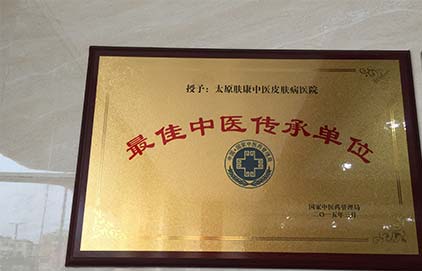 授予：太原肤康中医皮肤病医院
最佳中医传承单位
国家中医药管理局
二〇一五年三月